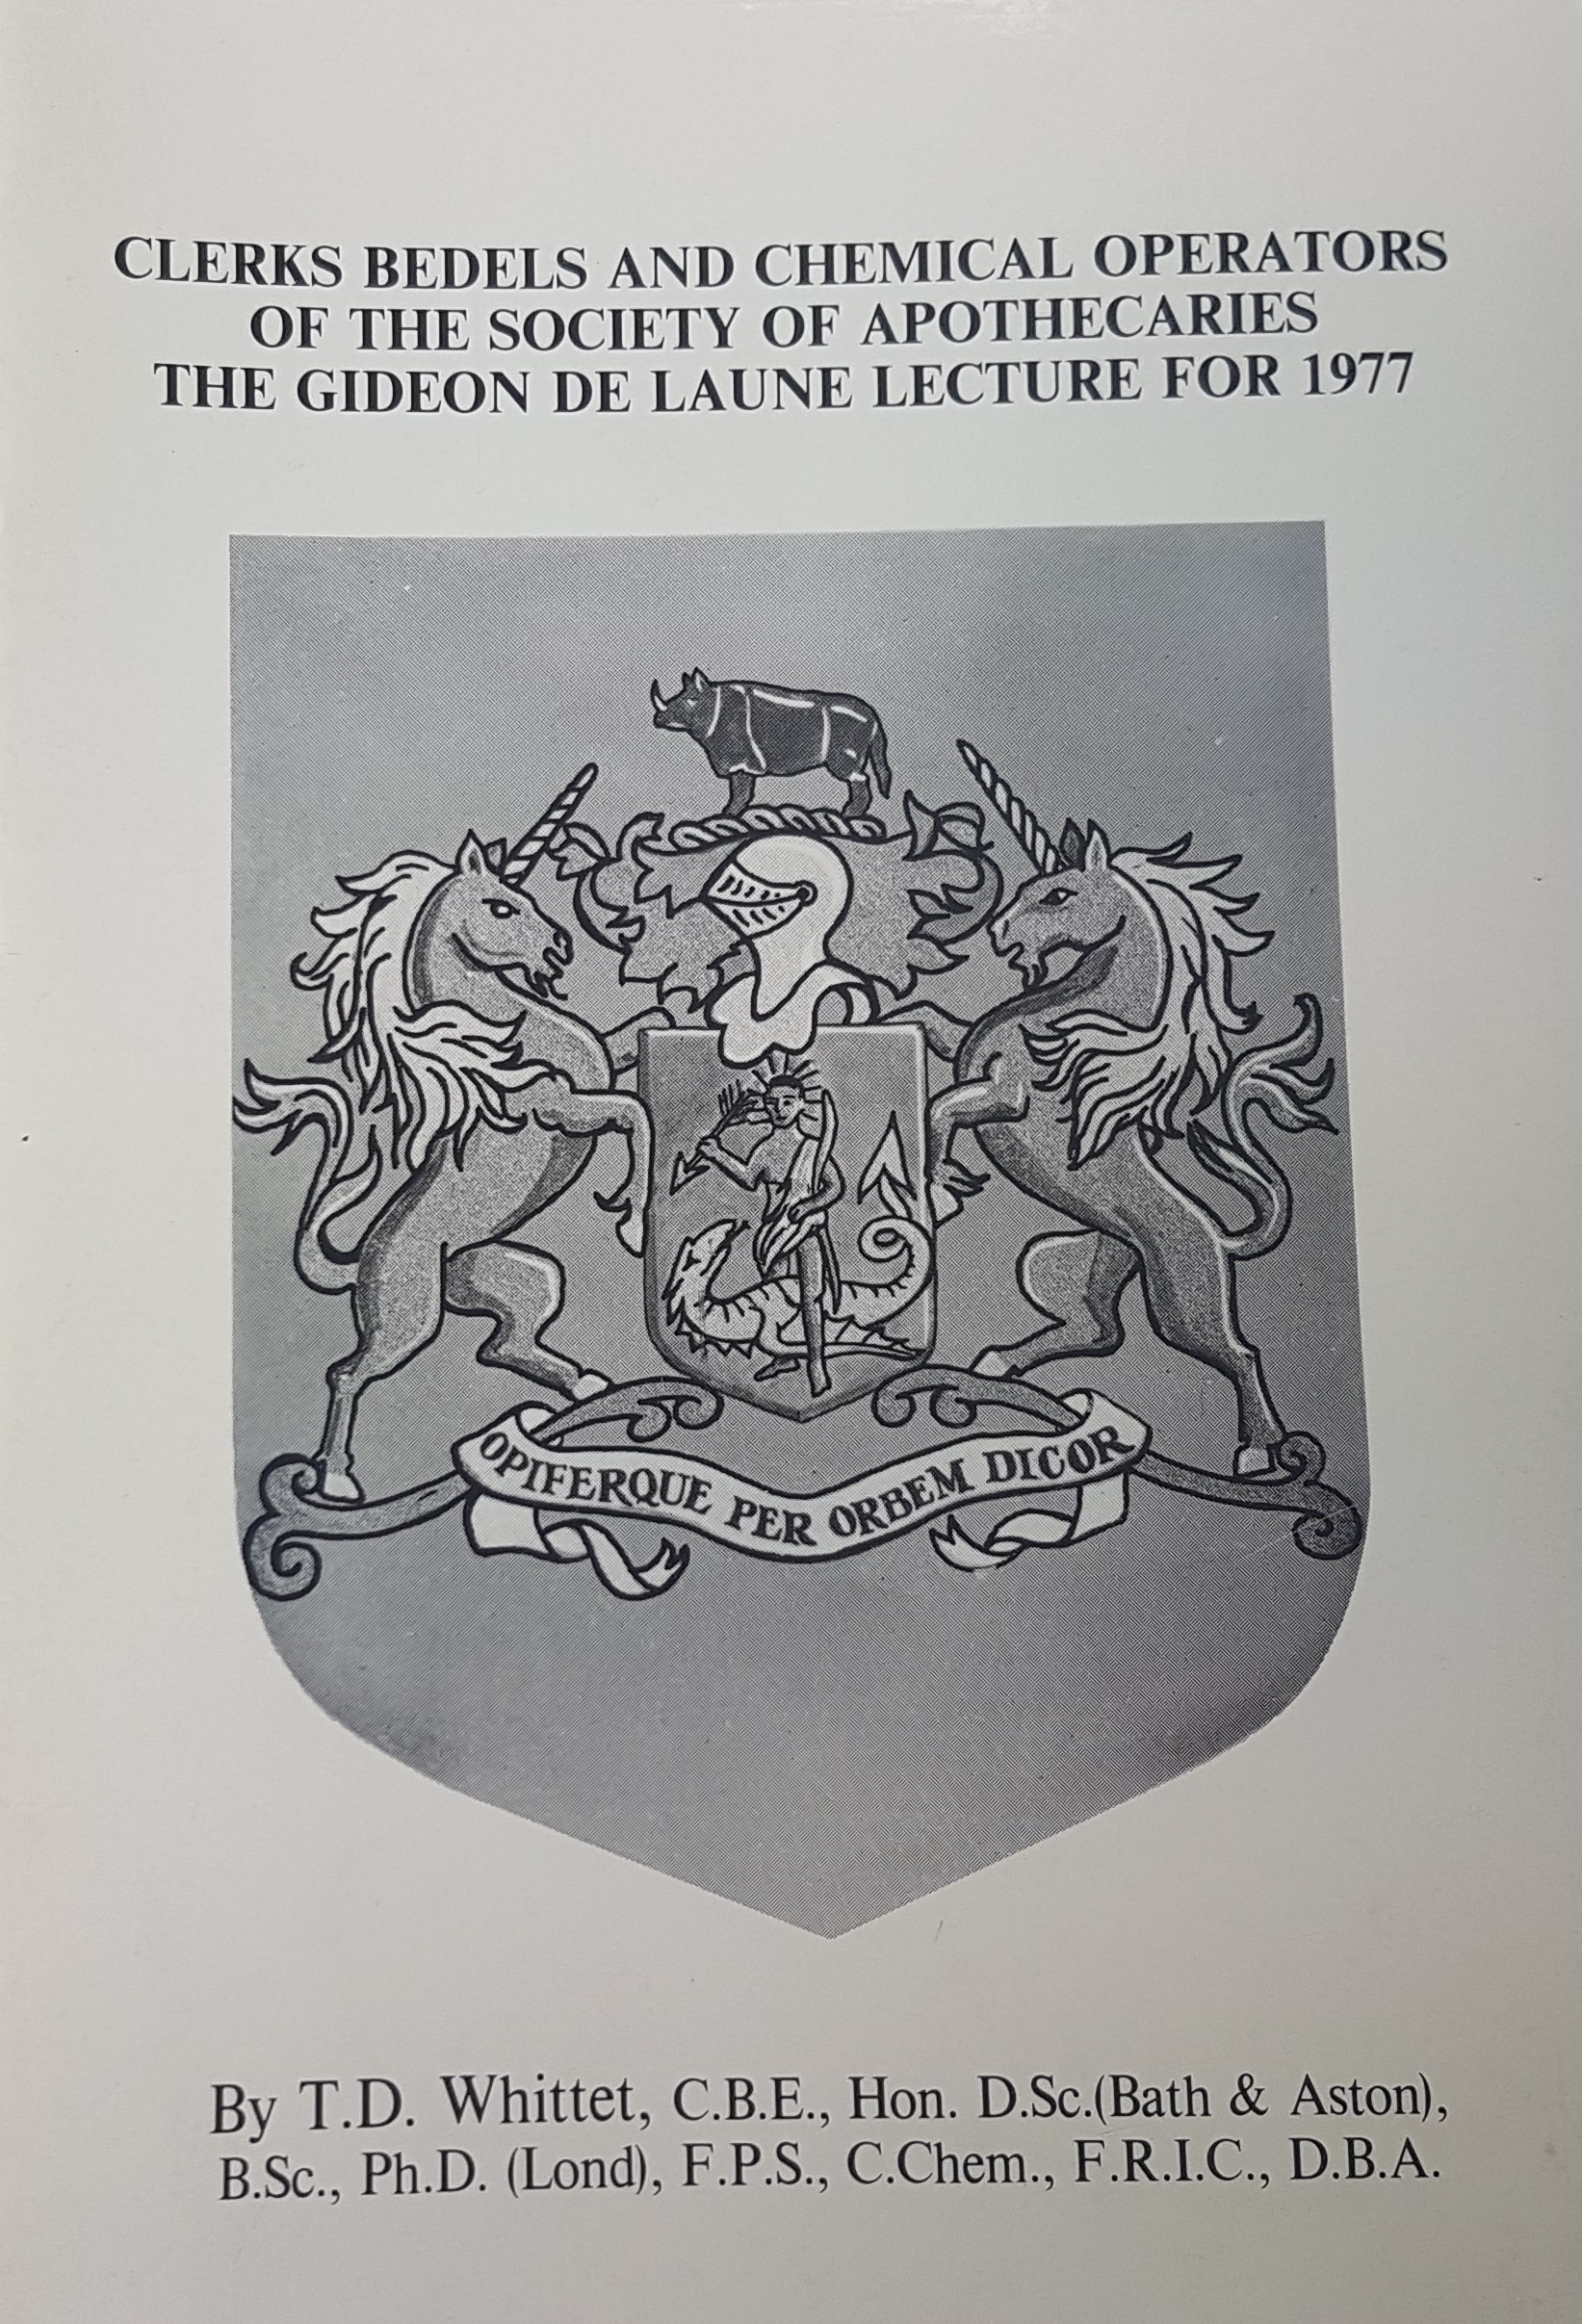 CLERKS BEDELS AND CHEMICAL OPERATORS
OF THE SOCIETY OF APOTHECARIES
THE GIDEON DE LAUNE LECTURE FOR 1977
OPIFERQUE PER ORBEM DICOR
By T.D. Whittet, C.B.E., Hon. D.Sc.(Bath & Aston),
B.Sc., Ph.D. (Lond), F.P.S., C.Chem., F.R.I.C., D.B.A.